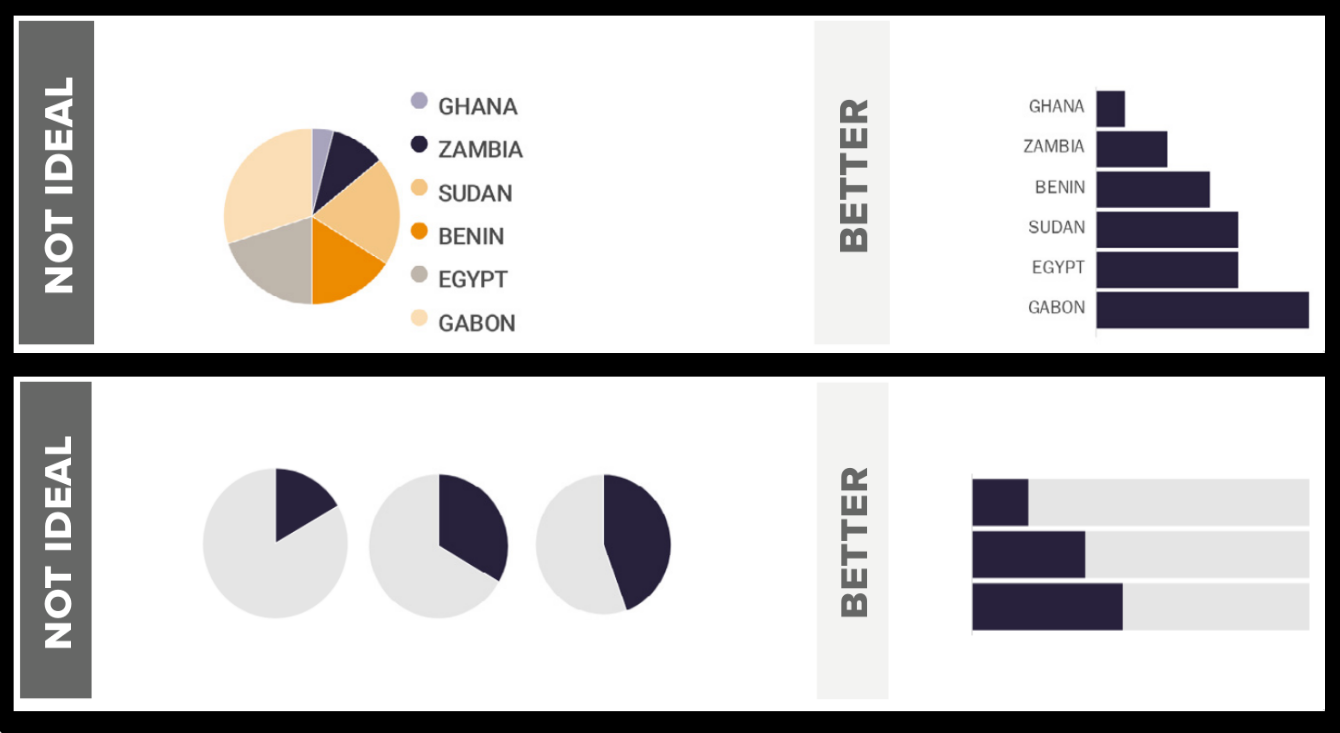 NOT IDEAL
GHANA
ZAMBIA
SUDAN
BENIN
EGYPT
GABON
BETTER
GHANA
ZAMBIA
BENIN
SUDAN
EGYPT
GABON
NOT IDEAL
BETTER